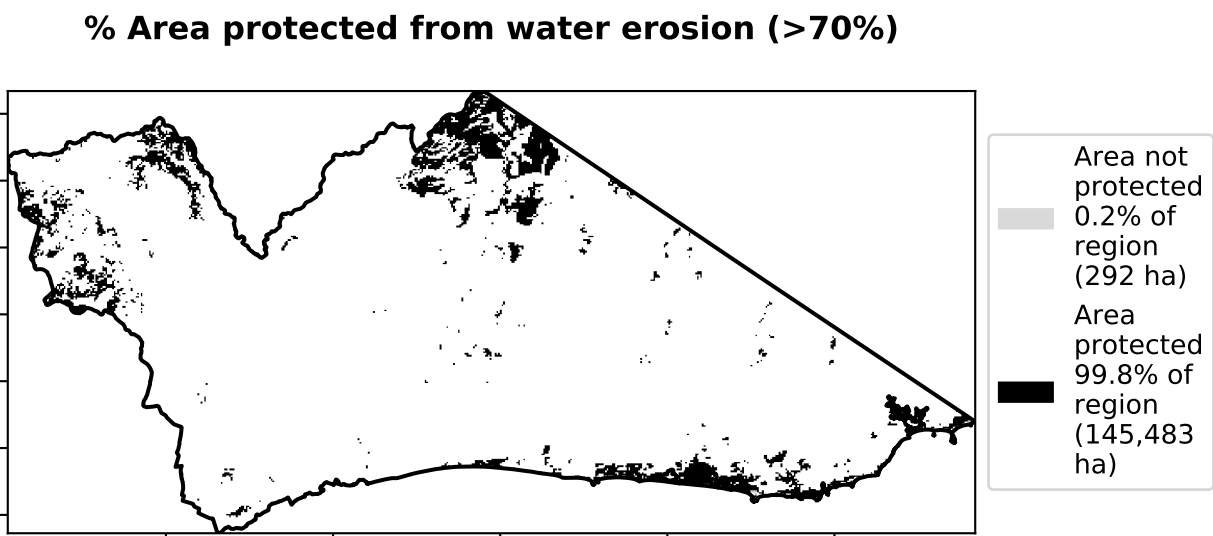 % Area protected from water erosion (>70%)
Area not
protected
0.2% of
region
(292 ha)
Area
protected
99.8% of
region
(145,483
ha)